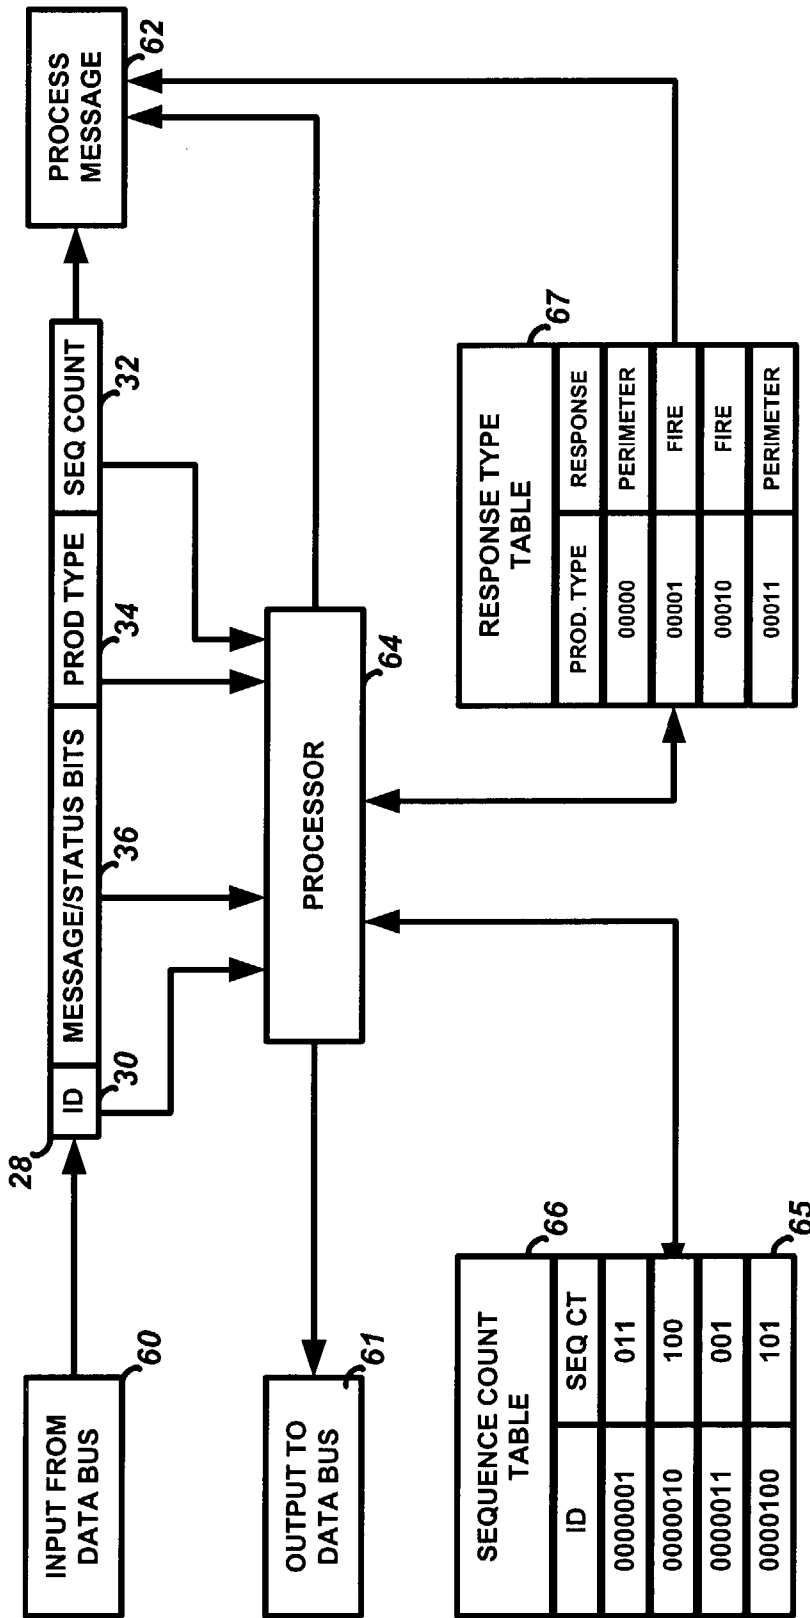 INPUT FROM
DATA BUS
60
28
ID
30
MESSAGE/STATUS BITS
36
PROD TYPE
34
SEQ COUNT
32
PROCESS
MESSAGE
62
OUTPUT TO
DATA BUS
61
PROCESSOR
64
SEQUENCE COUNT
TABLE
66
ID SEQ CT
0000001 011
0000010 100
0000011 001
0000100 101
65
RESPONSE TYPE
TABLE
67
PROD. TYPE RESPONSE
00000 PERIMETER
00001 FIRE
00010 FIRE
00011 PERIMETER